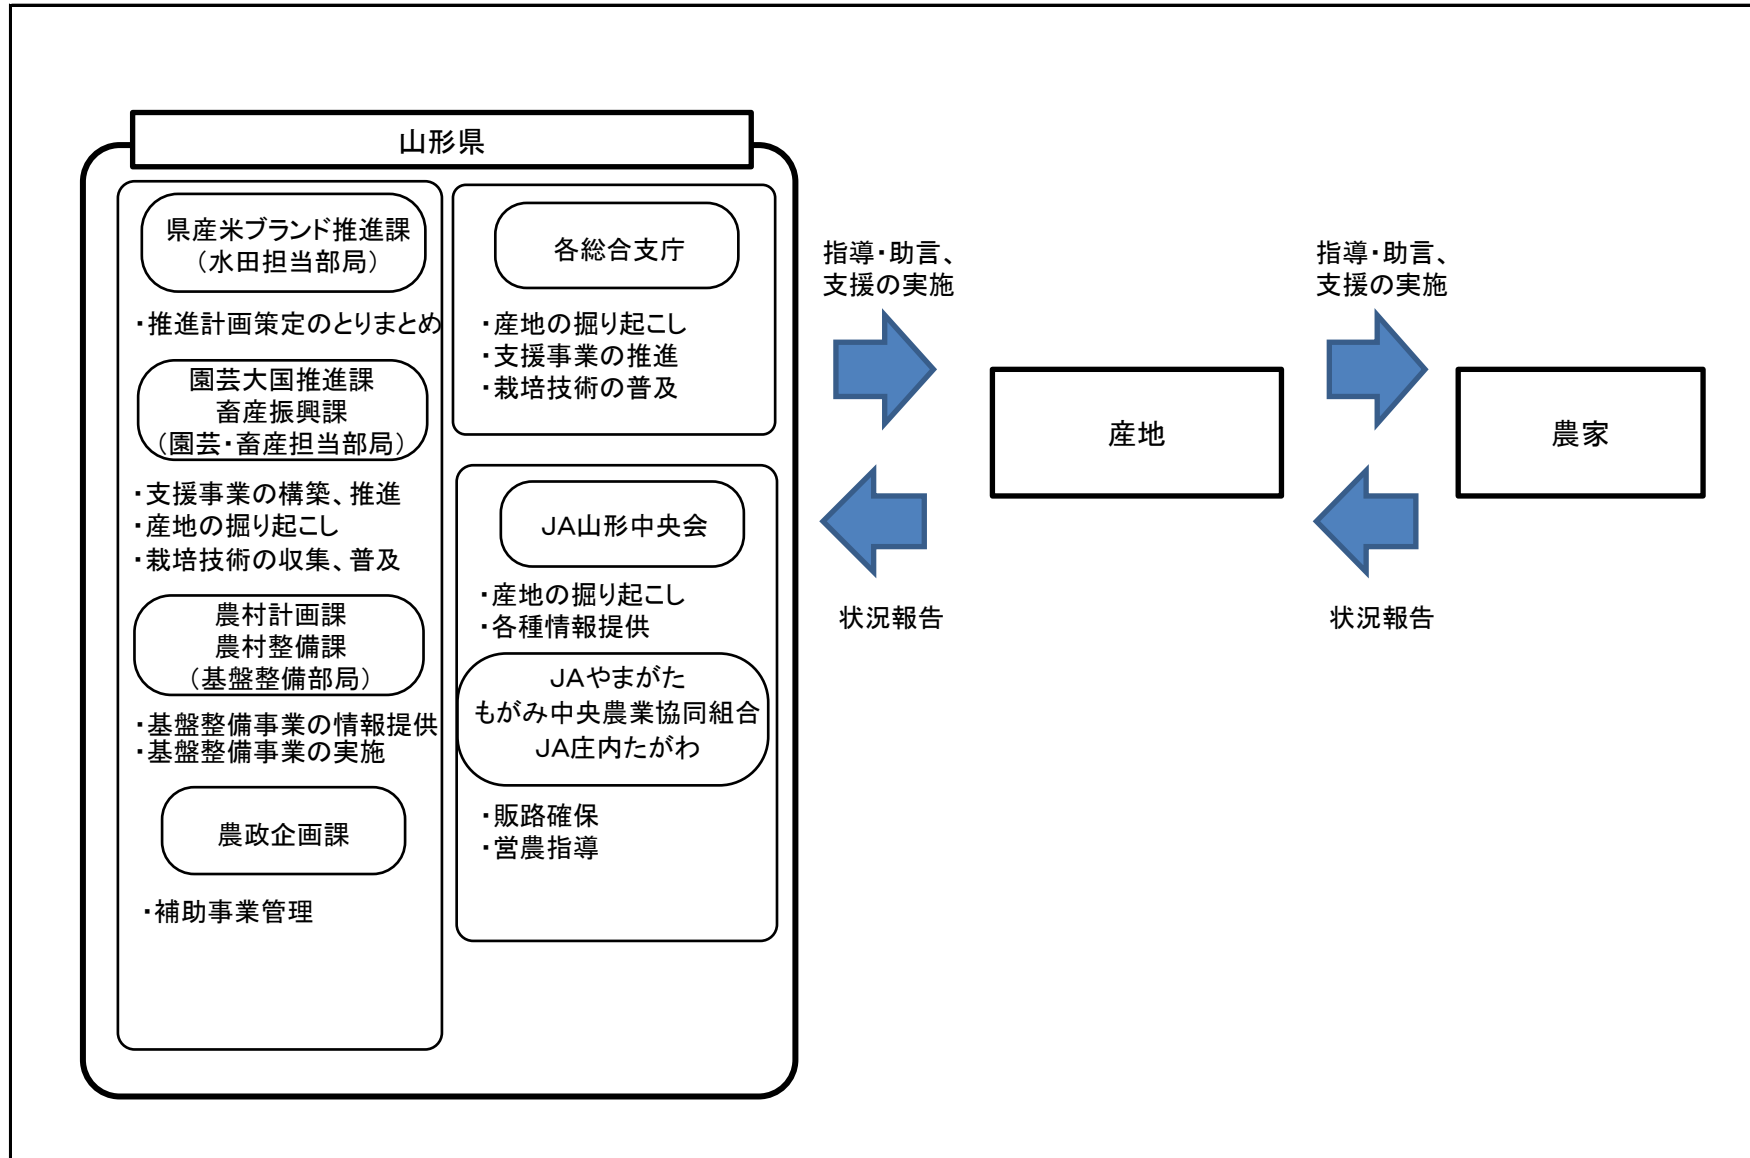 山形県
県産米ブランド推進課
（水田担当部局）
・推進計画策定のとりまとめ
園芸大国推進課
畜産振興課
（園芸・畜産担当部局）
・支援事業の構築、推進
・産地の掘り起こし
・栽培技術の収集、普及
農村計画課
農村整備課
（基盤整備部局）
・基盤整備事業の情報提供
・基盤整備事業の実施
農政企画課
・補助事業管理
各総合支庁
・産地の掘り起こし
・支援事業の推進
・栽培技術の普及
JA山形中央会
・産地の掘り起こし
・各種情報提供
JAやまがた
もがみ中央農業協同組合
JA庄内たがわ
・販路確保
・営農指導
指導・助言、
支援の実施
状況報告
産地
指導・助言、
支援の実施
状況報告
農家